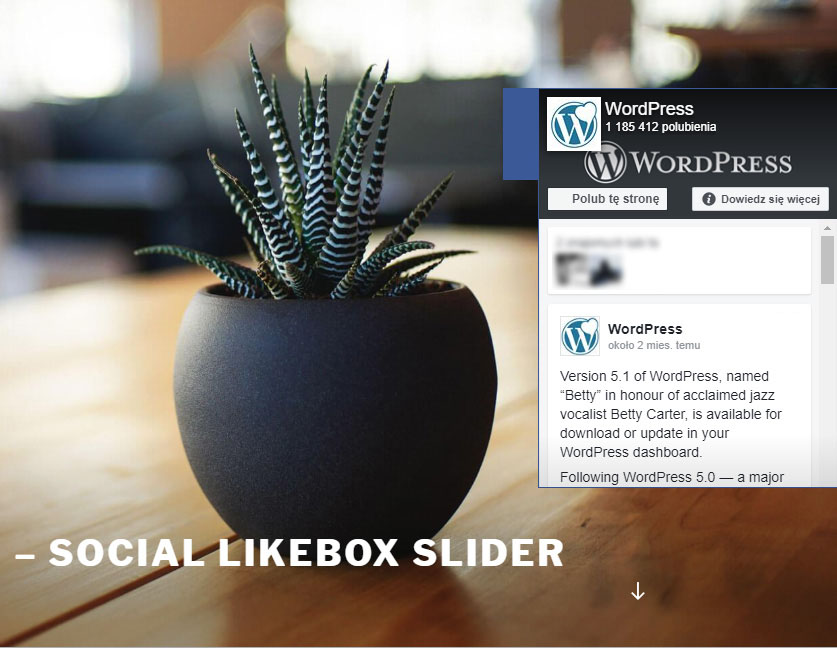 WordPress
1 185 412 polubienia
WORDPRESS
Polub tę stronę
Dowiedz się więcej
WordPress
około 2 mies. temu
Version 5.1 of WordPress, named
“Betty” in honour of acclaimed jazz
vocalist Betty Carter, is available for
download or update in your
WordPress dashboard.
Following WordPress 5.0 — a major
– SOCIAL LIKEBOX SLIDER